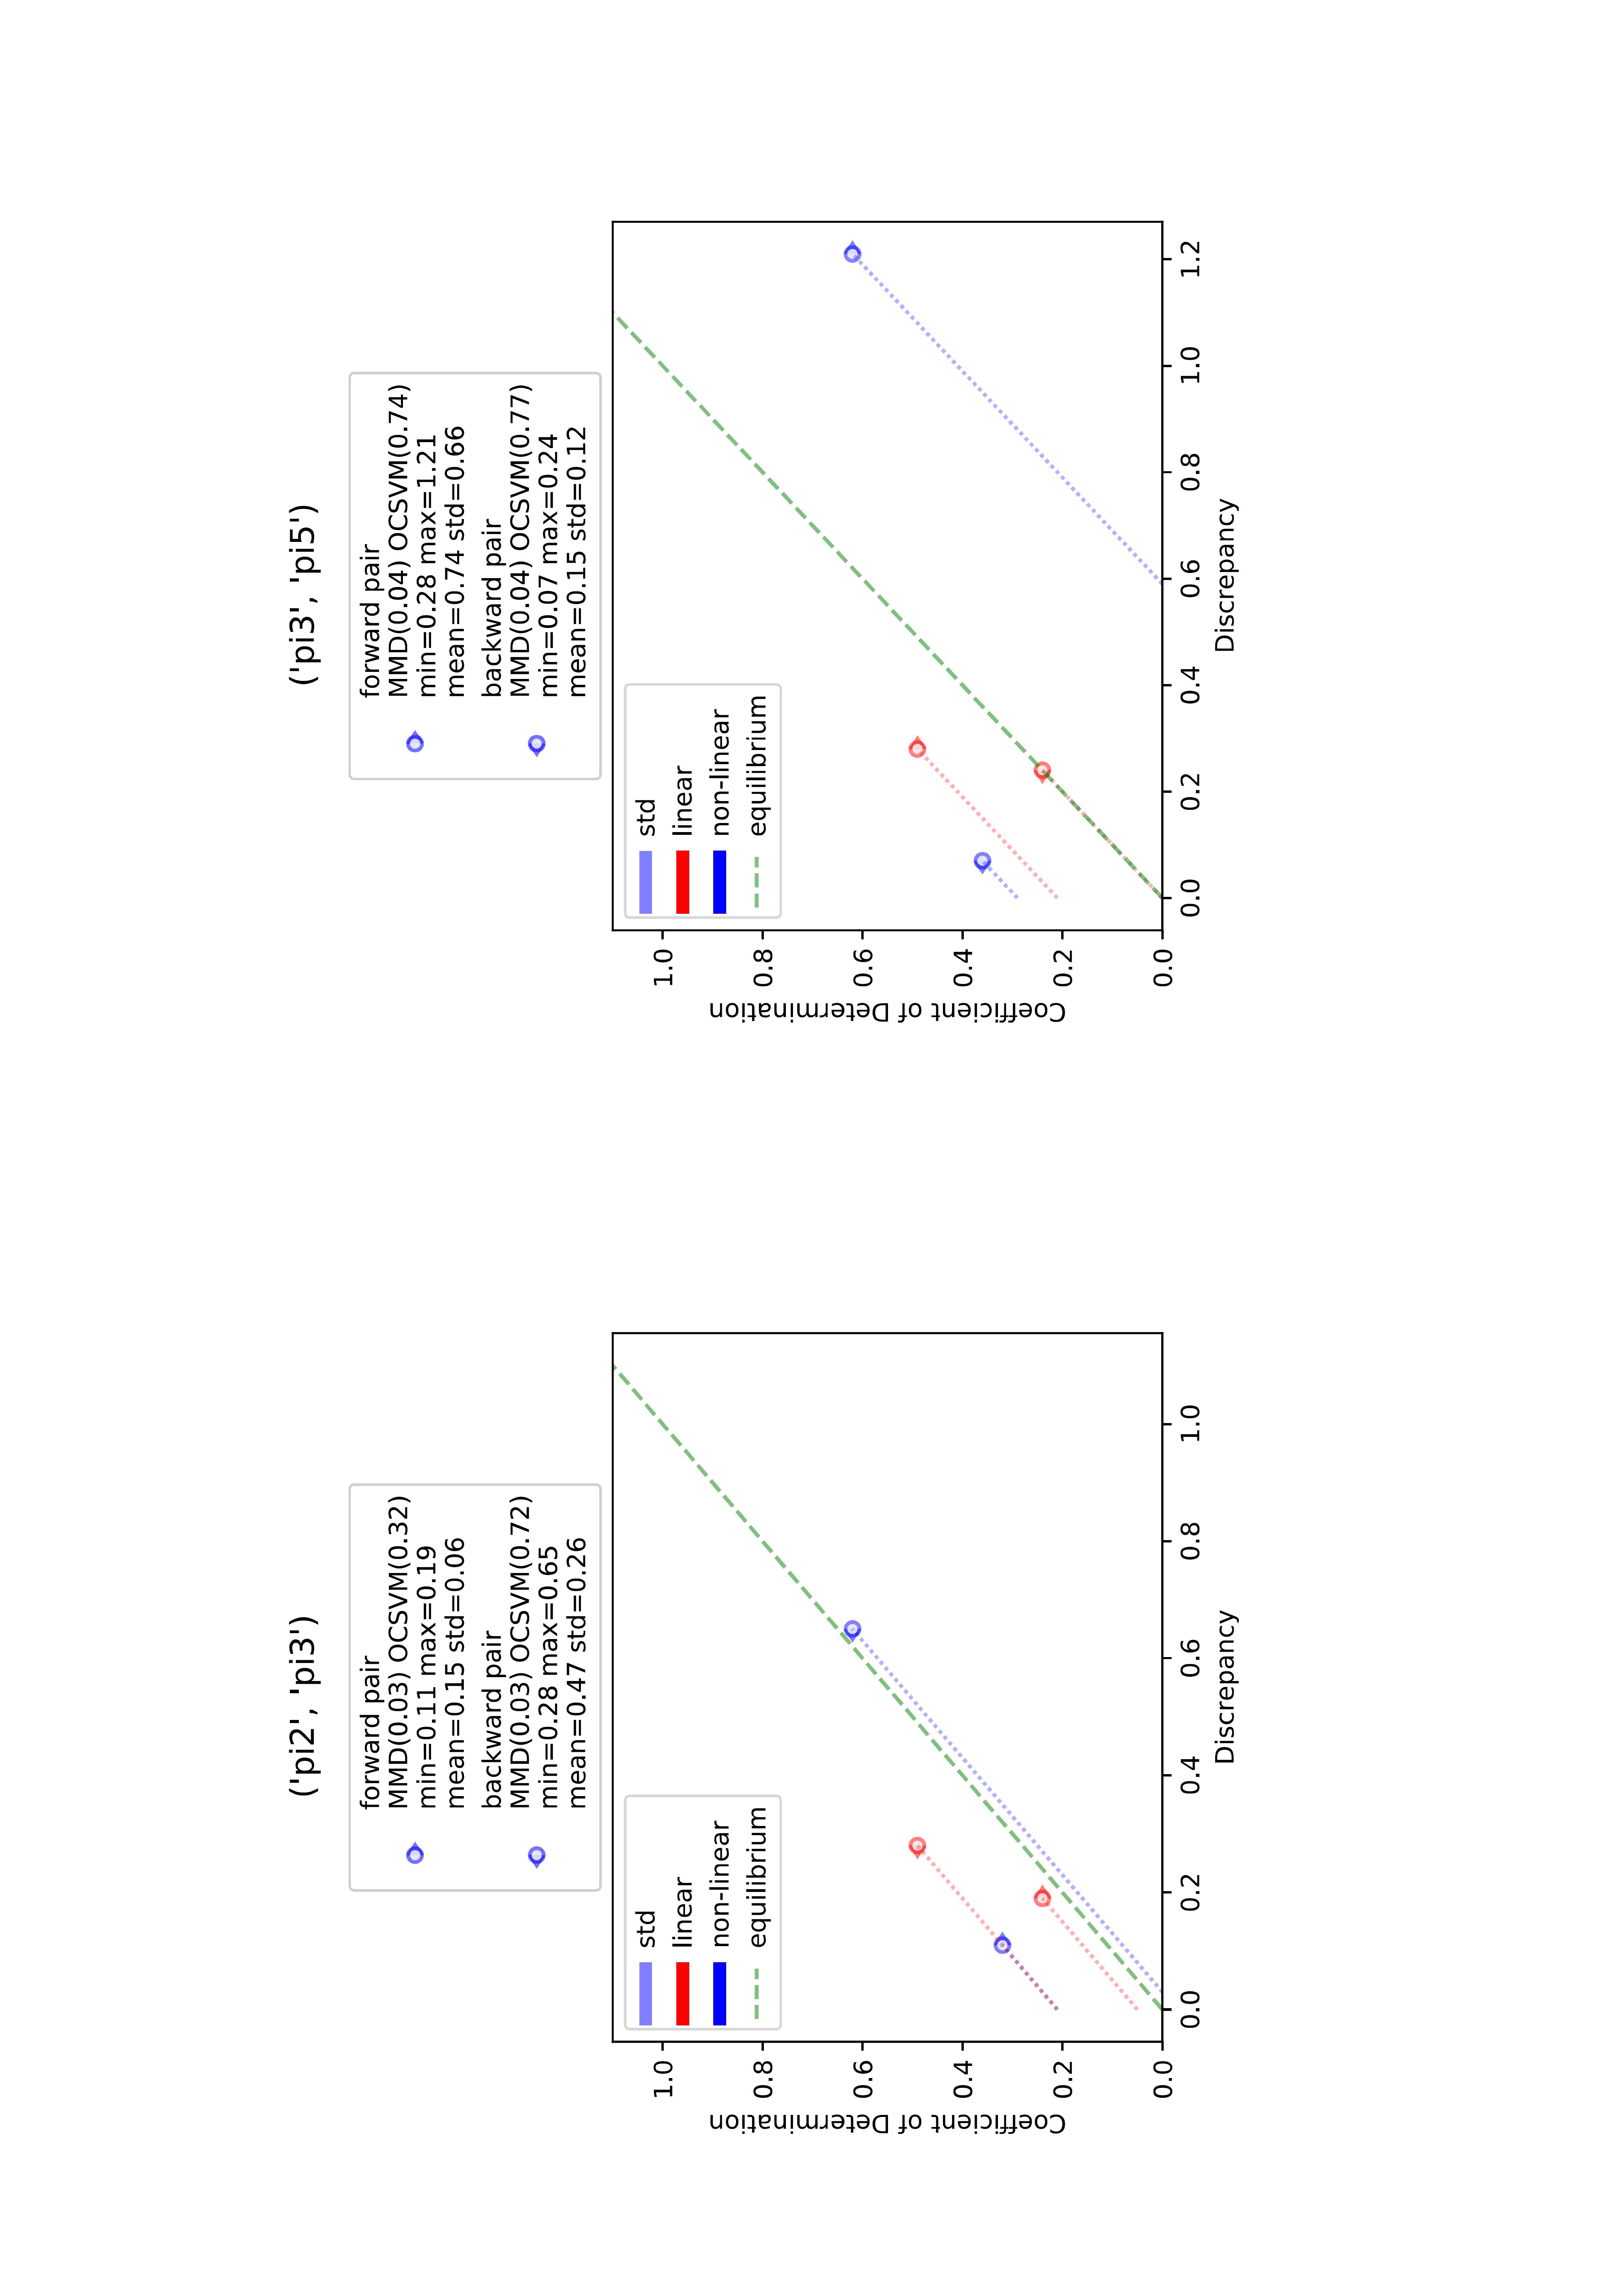 ('pi2', 'pi3')
forward pair
MMD(0.03) OCSVM(0.32)
min=0.11 max=0.19
mean=0.15 std=0.06
backward pair
MMD(0.03) OCSVM(0.72)
min=0.28 max=0.65
mean=0.47 std=0.26
std
linear
non-linear
equilibrium
Coefficient of Determination
1.0
0.8
0.6
0.4
0.2
0.0
0.0 0.2 0.4 0.6 0.8 1.0
Discrepancy
('pi3', 'pi5')
forward pair
MMD(0.04) OCSVM(0.74)
min=0.28 max=1.21
mean=0.74 std=0.66
backward pair
MMD(0.04) OCSVM(0.77)
min=0.07 max=0.24
mean=0.15 std=0.12
std
linear
non-linear
equilibrium
Coefficient of Determination
1.0
0.8
0.6
0.4
0.2
0.0
0.0 0.2 0.4 0.6 0.8 1.0 1.2
Discrepancy